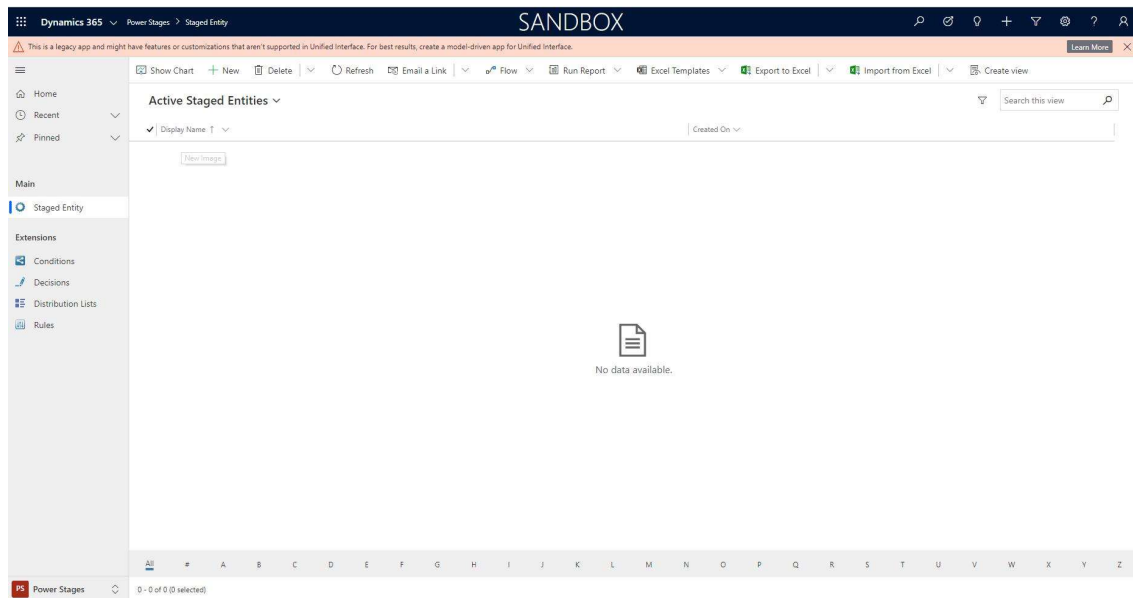 Dynamics 365 Power Stages > Staged Entity SANDBOX
This is a legacy app and might have features or customizations that aren't supported in Unified Interface. For best results, create a model-driven app for Unified Interface. Learn More
Show Chart New Delete Refresh Email a Link Flow Run Report Excel Templates Export to Excel Import from Excel Create view
Home
Recent
Pinned
Main
Staged Entity
Extensions
Conditions
Decisions
Distribution Lists
Rules
Active Staged Entities Search this view
Display Name ↑ Created On
New Image
No data available.
All # A B C D E F G H I J K L M N O P Q R S T U V W X Y Z
PS Power Stages 0 - 0 of 0 (0 selected)